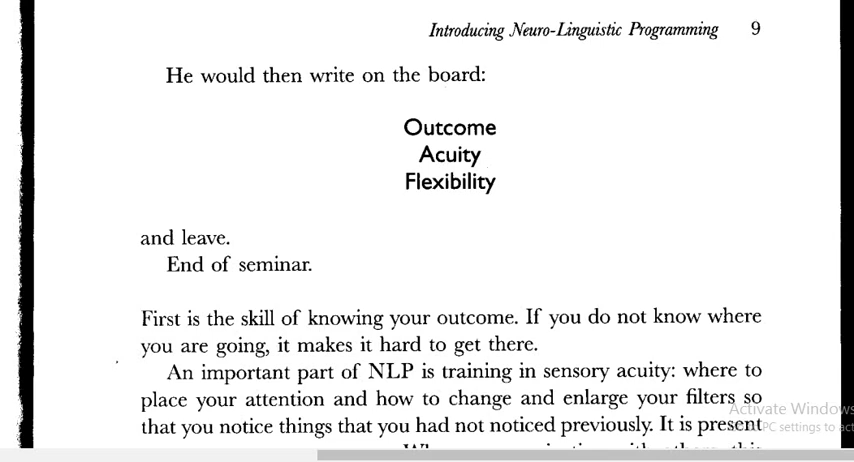 Introducing Neuro-Linguistic Programming 9
He would then write on the board:
Outcome
Acuity
Flexibility
and leave.
End of seminar.
First is the skill of knowing your outcome. If you do not know where
you are going, it makes it hard to get there.
An important part of NLP is training in sensory acuity: where to
place your attention and how to change and enlarge your filters so
Activate Windows
that you notice things that you had not noticed previously. It is present
PC settings to act